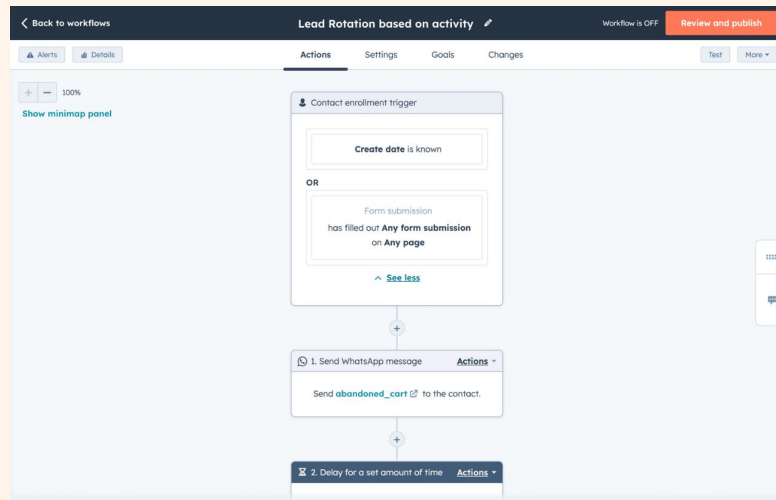 Back to workflows
Lead Rotation based on activity
Workflow is OFF
Review and publish
Alerts
Details
Actions
Settings
Goals
Changes
Test
More
100%
Show minimap panel
Contact enrollment trigger
Create date is known
OR
Form submission
has filled out Any form submission
on Any page
See less
1. Send WhatsApp message
Actions
Send abandoned_cart to the contact.
2. Delay for a set amount of time
Actions